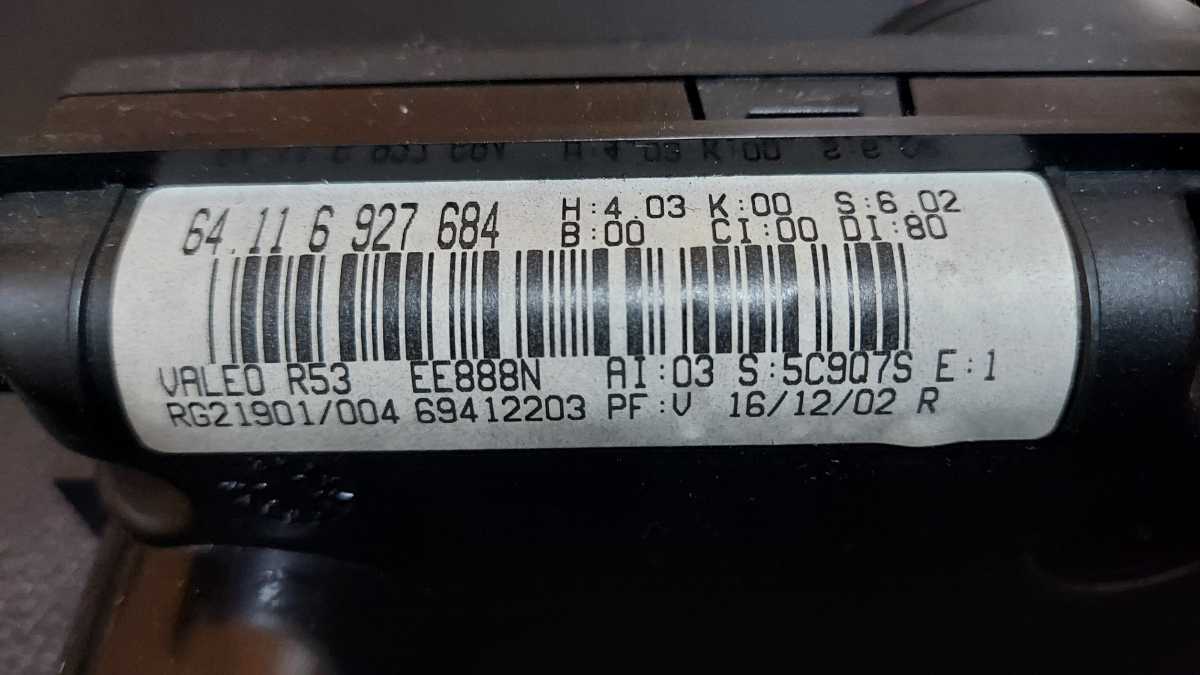 64.11 6 927 684 H:4.03 K:00 S:6.02
B:00 CI:00 DI:80
VALEO R53 EE888N AI:03 S:5C9Q7S E:1
RG21901/004 69412203 PF:V 16/12/02 R